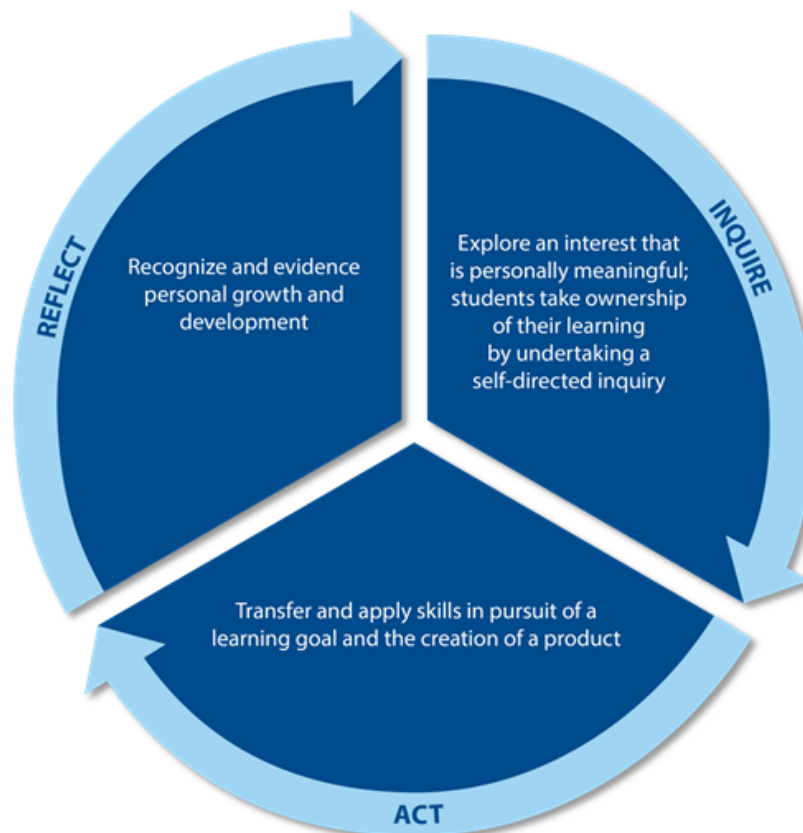 REFLECT
Recognize and evidence
personal growth and
development
INQUIRE
Explore an interest that
is personally meaningful;
students take ownership
of their learning
by undertaking a
self-directed inquiry
Transfer and apply skills in pursuit of a
learning goal and the creation of a product
ACT